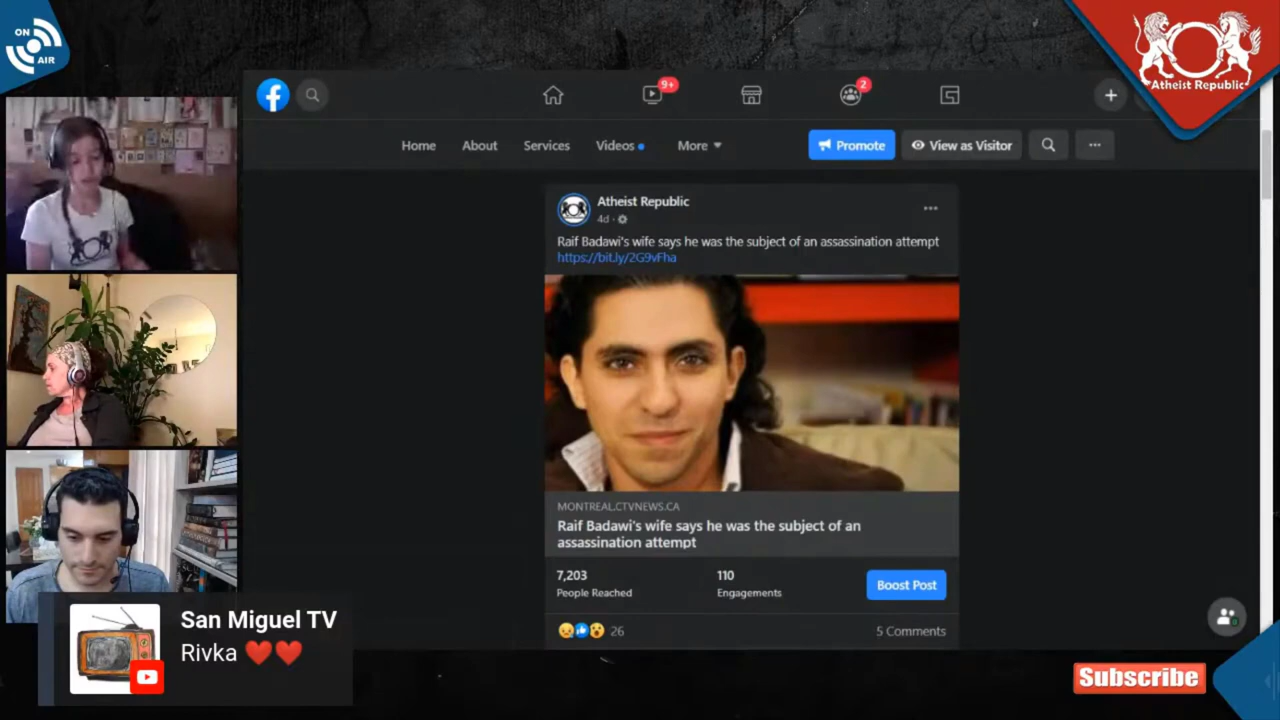 ON
AIR
Atheist Republic
9+
2
Home
About
Services
Videos
More
Promote
View as Visitor
Atheist Republic
4d
Raif Badawi's wife says he was the subject of an assassination attempt
https://bit.ly/2G9vFha
MONTREAL.CTVNEWS.CA
Raif Badawi's wife says he was the subject of an
assassination attempt
7,203
People Reached
110
Engagements
Boost Post
26
5 Comments
San Miguel TV
Rivka ❤️❤️
Subscribe